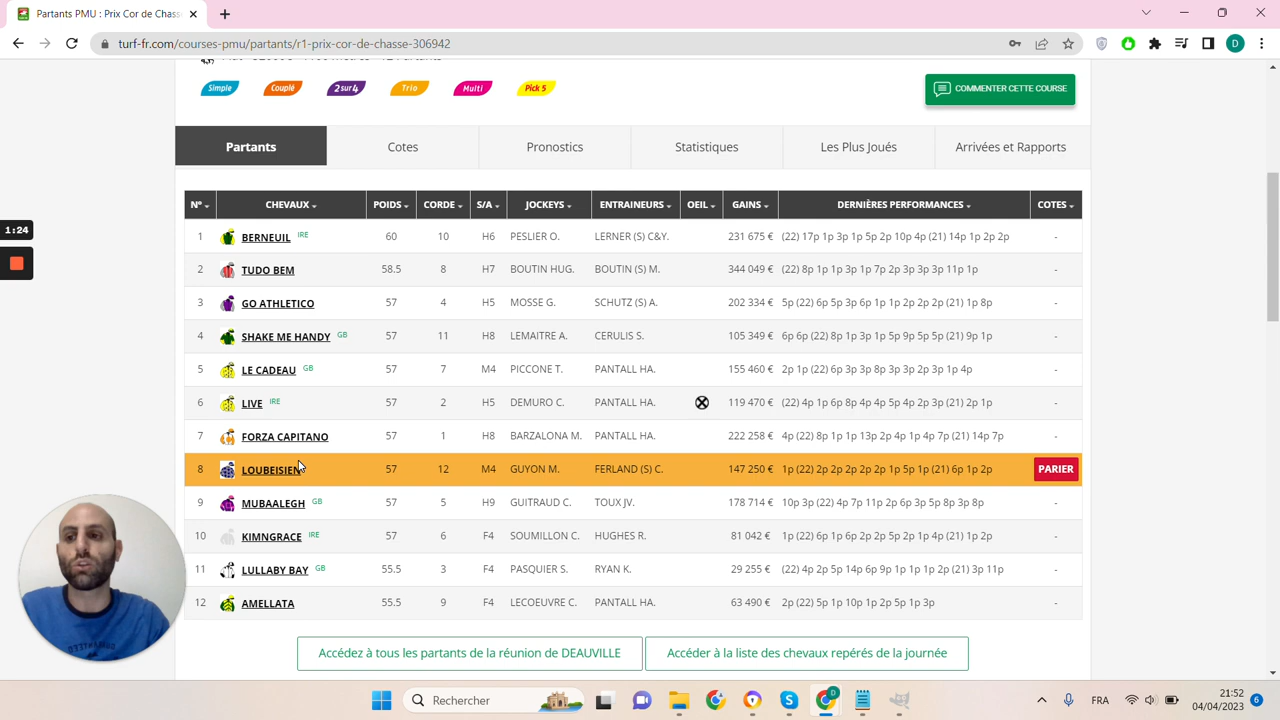 Partants PMU : Prix Cor de Chass
turf-fr.com/courses-pmu/partants/r1-prix-cor-de-chasse-306942
Simple Couplé 2sur4 Trio Multi Pick 5
COMMENTER CETTE COURSE
Partants Cotes Pronostics Statistiques Les Plus Joués Arrivées et Rapports
N° CHEVAUX POIDS CORDE S/A JOCKEYS ENTRAINEURS OEIL GAINS DERNIÈRES PERFORMANCES COTES
1 BERNEUIL IRE 60 10 H6 PESLIER O. LERNER (S) C&Y. 231 675 € (22) 17p 1p 3p 1p 5p 2p 10p 4p (21) 14p 1p 2p 2p -
2 TUDO BEM 58.5 8 H7 BOUTIN HUG. BOUTIN (S) M. 344 049 € (22) 8p 1p 1p 3p 1p 7p 2p 3p 3p 3p 11p 1p -
3 GO ATHLETICO 57 4 H5 MOSSE G. SCHUTZ (S) A. 202 334 € 5p (22) 6p 5p 3p 6p 1p 1p 2p 2p 2p (21) 1p 8p -
4 SHAKE ME HANDY GB 57 11 H8 LEMAITRE A. CERULIS S. 105 349 € 6p 6p (22) 8p 1p 3p 1p 5p 9p 5p 5p (21) 9p 1p -
5 LE CADEAU GB 57 7 M4 PICCONE T. PANTALL HA. 155 460 € 2p 1p (22) 6p 3p 3p 8p 3p 3p 2p 3p 1p 4p -
6 LIVE IRE 57 2 H5 DEMURO C. PANTALL HA. 119 470 € (22) 4p 1p 6p 8p 4p 4p 5p 4p 2p 3p (21) 2p 1p -
7 FORZA CAPITANO 57 1 H8 BARZALONA M. PANTALL HA. 222 258 € 4p (22) 8p 1p 1p 13p 2p 4p 1p 4p 7p (21) 14p 7p -
8 LOUBEISIEN 57 12 M4 GUYON M. FERLAND (S) C. 147 250 € 1p (22) 2p 2p 2p 2p 2p 1p 5p 1p (21) 6p 1p 2p PARIER
9 MUBAALEGH GB 57 5 H9 GUITRAUD C. TOUX JV. 178 714 € 10p 3p (22) 4p 7p 11p 2p 6p 3p 5p 8p 3p 8p -
10 KIMNGRACE IRE 57 6 F4 SOUMILLON C. HUGHES R. 81 042 € 1p (22) 6p 1p 6p 2p 2p 5p 2p 1p 4p (21) 1p 2p -
11 LULLABY BAY GB 55.5 3 F4 PASQUIER S. RYAN K. 29 255 € (22) 4p 2p 5p 14p 6p 9p 1p 1p 1p 2p (21) 3p 11p -
12 AMELLATA 55.5 9 F4 LECOEUVRE C. PANTALL HA. 63 490 € 2p (22) 5p 1p 10p 1p 2p 5p 1p 3p -
Accédez à tous les partants de la réunion de DEAUVILLE Accéder à la liste des chevaux repérés de la journée
1:24
Rechercher
FRA
21:52
04/04/2023
6